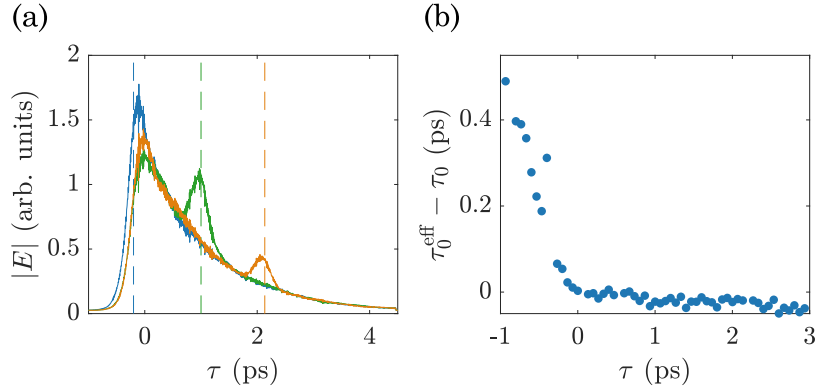 (a)
2
1.5
1
0.5
0
|E| (arb. units)
0 2 4
τ (ps)
(b)
0.4
0.2
0
τ₀ᵉᶠᶠ − τ₀ (ps)
-1 0 1 2 3
τ (ps)